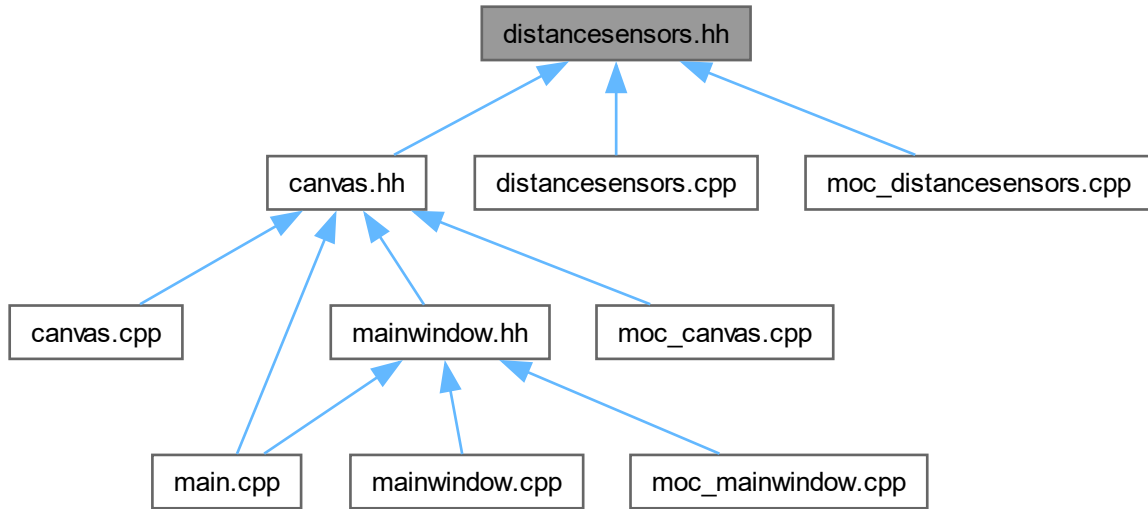 distancesensors.hh
canvas.hh
distancesensors.cpp
moc_distancesensors.cpp
canvas.cpp
mainwindow.hh
moc_canvas.cpp
main.cpp
mainwindow.cpp
moc_mainwindow.cpp